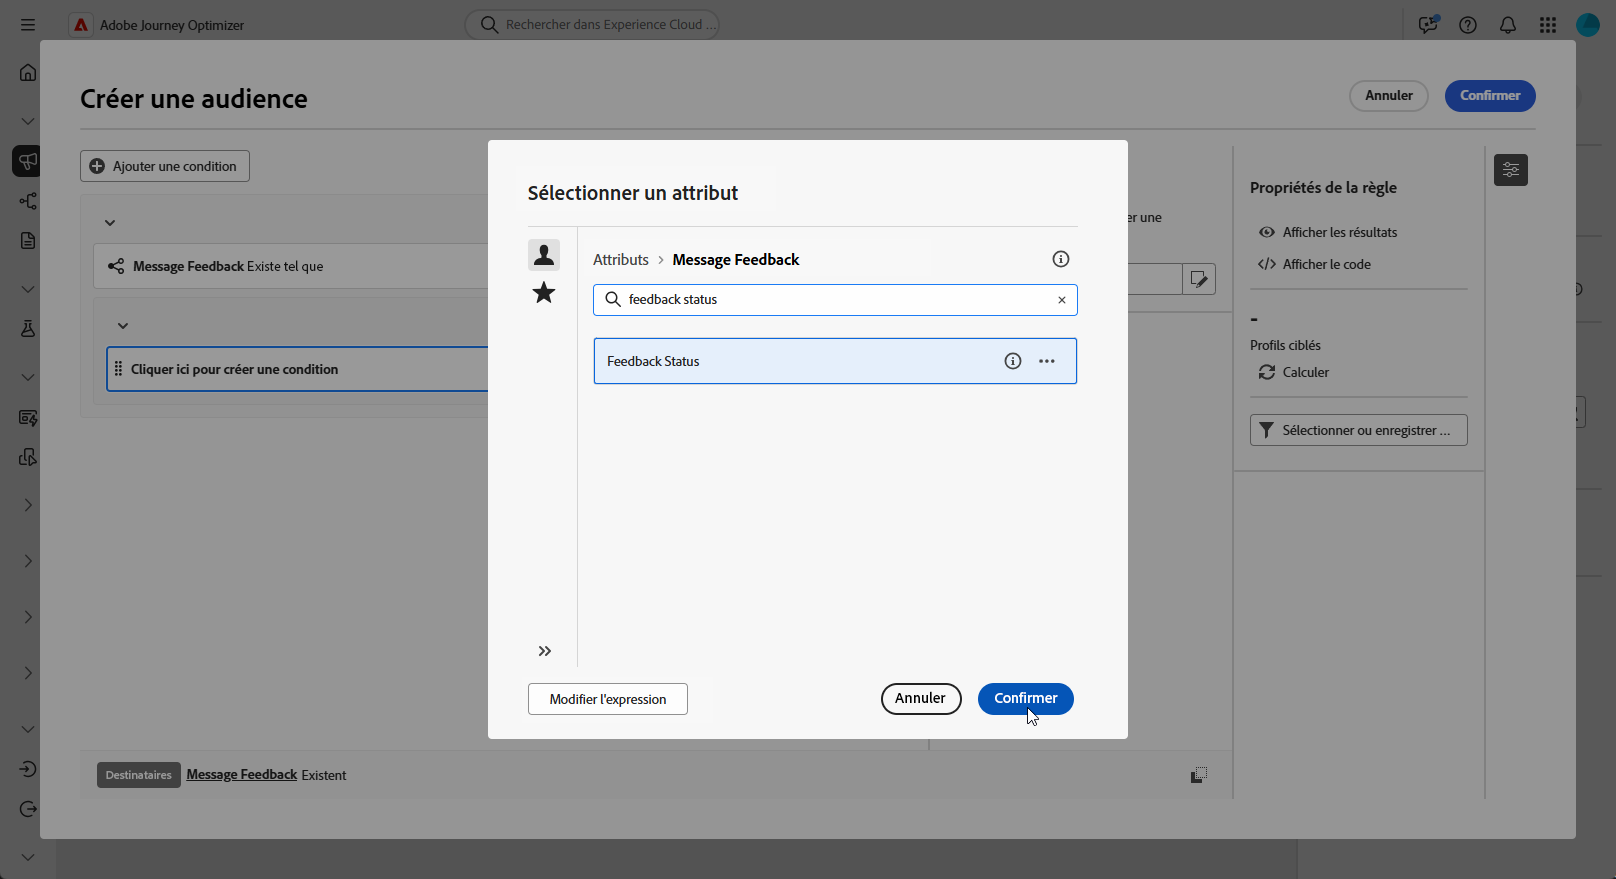 Adobe Journey Optimizer
Rechercher dans Experience Cloud ...
Créer une audience
Annuler
Confirmer
Ajouter une condition
Message Feedback Existe tel que
Cliquer ici pour créer une condition
Sélectionner un attribut
Attributs > Message Feedback
feedback status
Feedback Status
Modifier l'expression
Annuler
Confirmer
er une
Propriétés de la règle
Afficher les résultats
Afficher le code
-
Profils ciblés
Calculer
Sélectionner ou enregistrer ...
Destinataires Message Feedback Existent